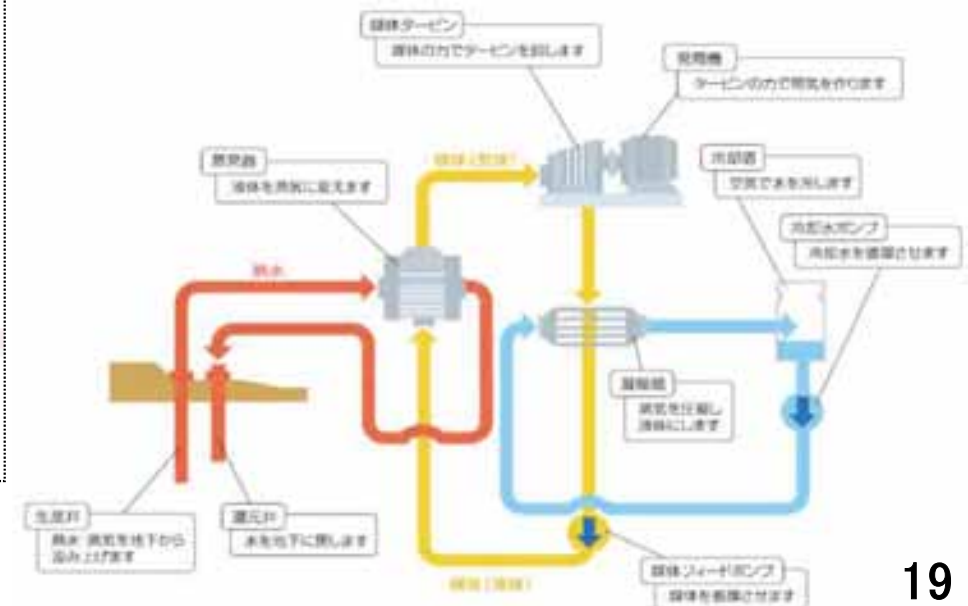 媒体タービン
媒体の力でタービンを回します
発電機
タービンの力で電気を作ります
蒸発器
液体を蒸気に変えます
媒体(気体)
冷却塔
空気で水を冷します
冷却水ポンプ
冷却水を循環させます
熱水
凝縮器
蒸気を圧縮し
液体にします
生産井
熱水・蒸気を地下から
汲み上げます
還元井
水を地下に戻します
媒体(液体)
媒体フィードポンプ
媒体を循環させます
19